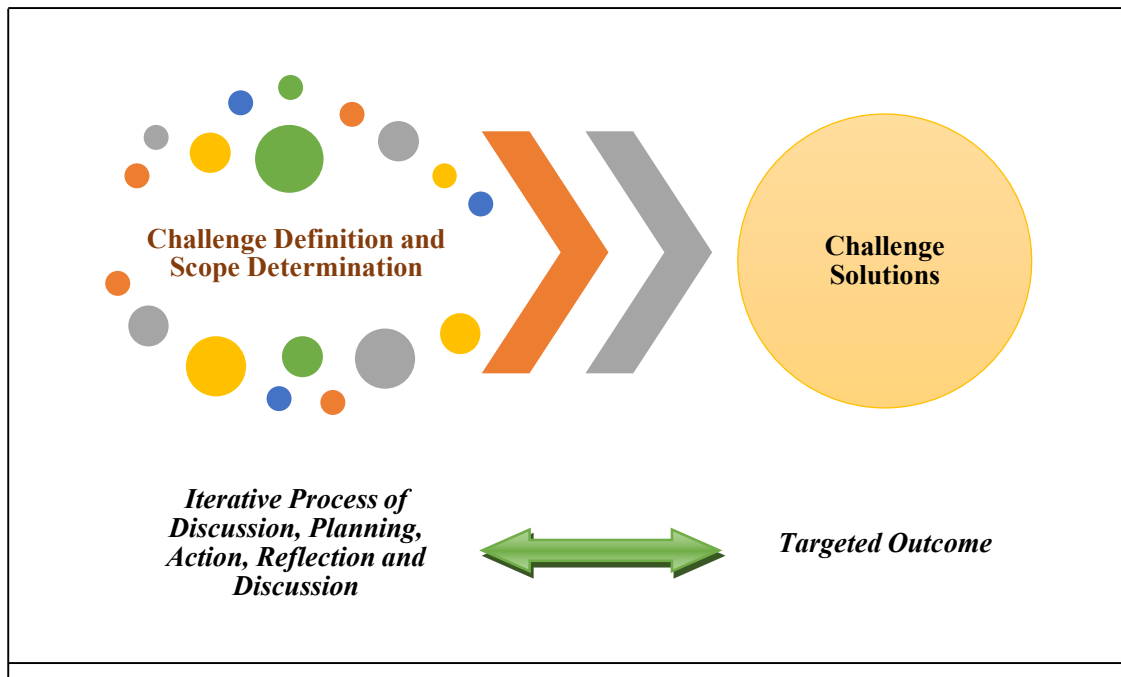 Challenge Definition and
Scope Determination
Challenge
Solutions
Iterative Process of
Discussion, Planning,
Action, Reflection and
Discussion
Targeted Outcome